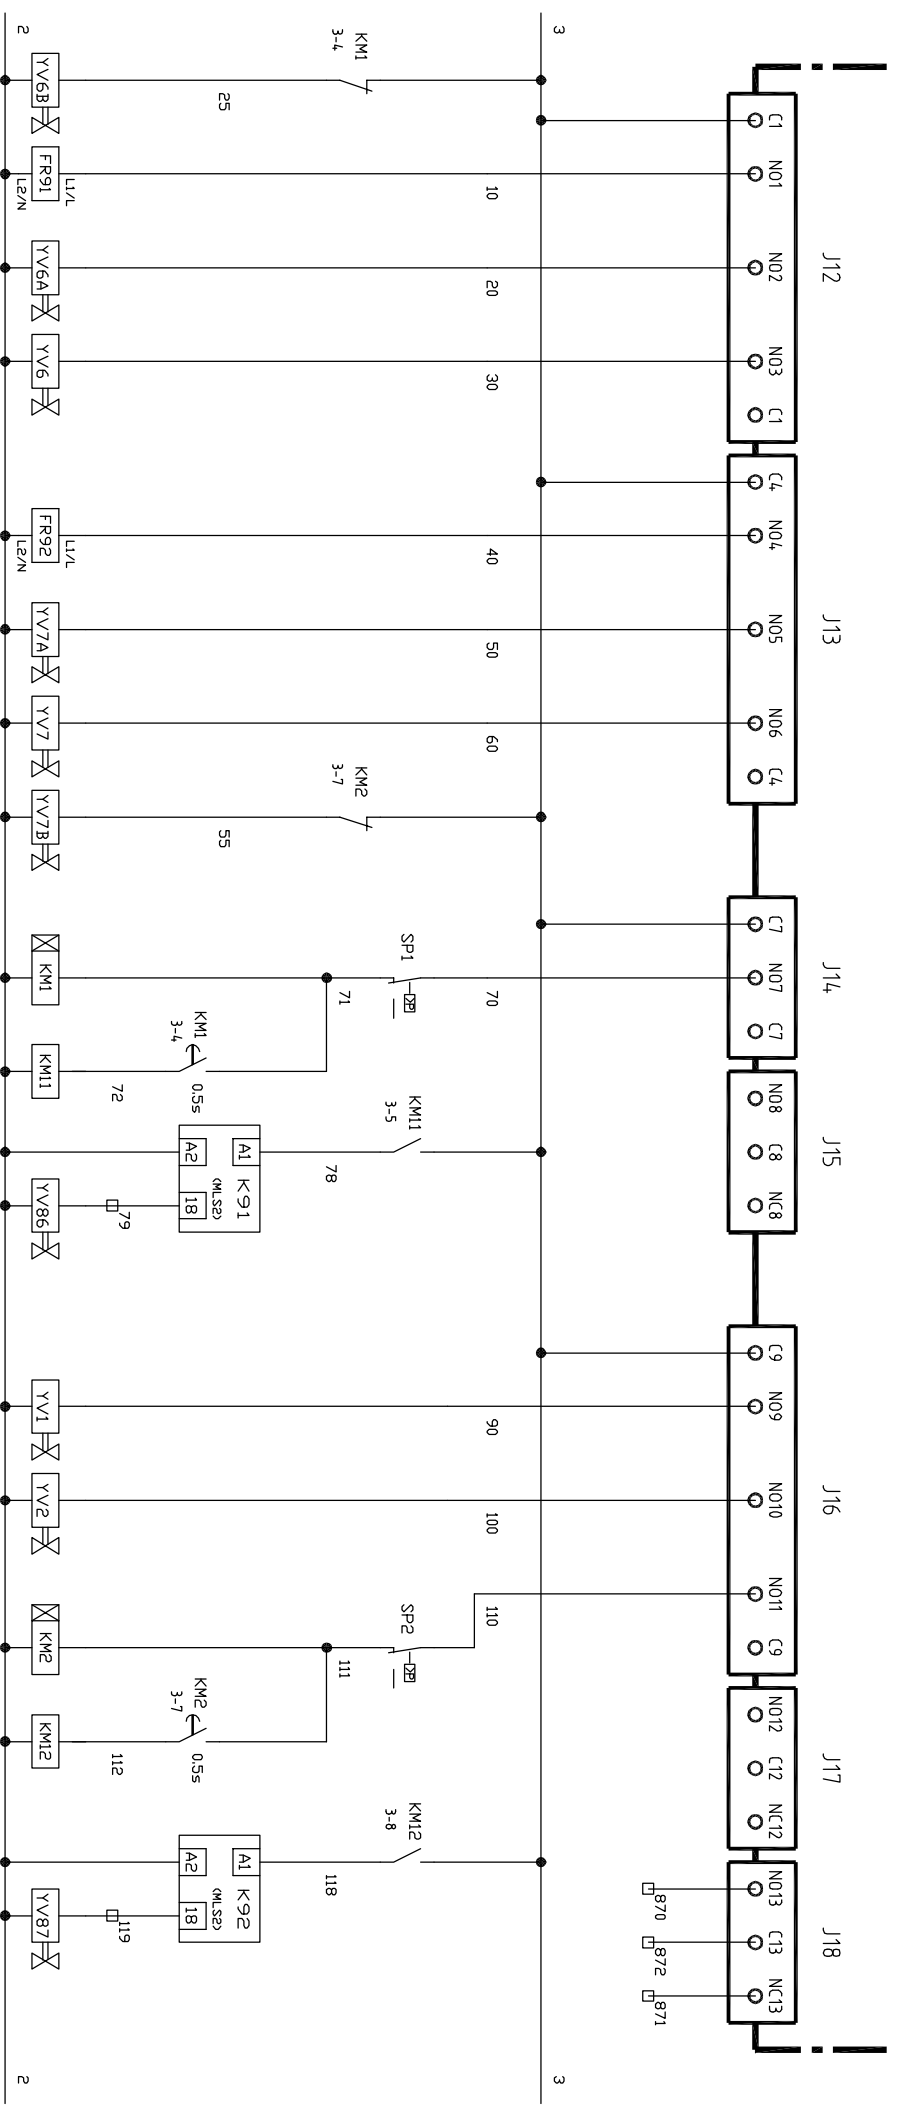 J12
J13
J14
J15
J16
J17
J18
C1
NO1
NO2
NO3
C1
C4
NO4
NO5
NO6
C4
C7
NO7
C7
NO8
C8
NC8
C9
NO9
NO10
NO11
C9
NO12
C12
NC12
NO13
C13
NC13
870
872
871
3
3
10
20
30
40
50
60
70
90
100
110
KM1
3-4
KM2
3-7
SP1
P
71
KM11
3-5
78
SP2
P
111
KM12
3-8
118
25
55
KM1
3-4
0.5s
72
A1
K91
A2
18
(MLS2)
79
KM2
3-7
0.5s
112
A1
K92
A2
18
(MLS2)
119
YV6B
L1/L
FR91
L2/N
YV6A
YV6
L1/L
FR92
L2/N
YV7A
YV7
YV7B
KM1
KM11
YV86
YV1
YV2
KM2
KM12
YV87
2
2